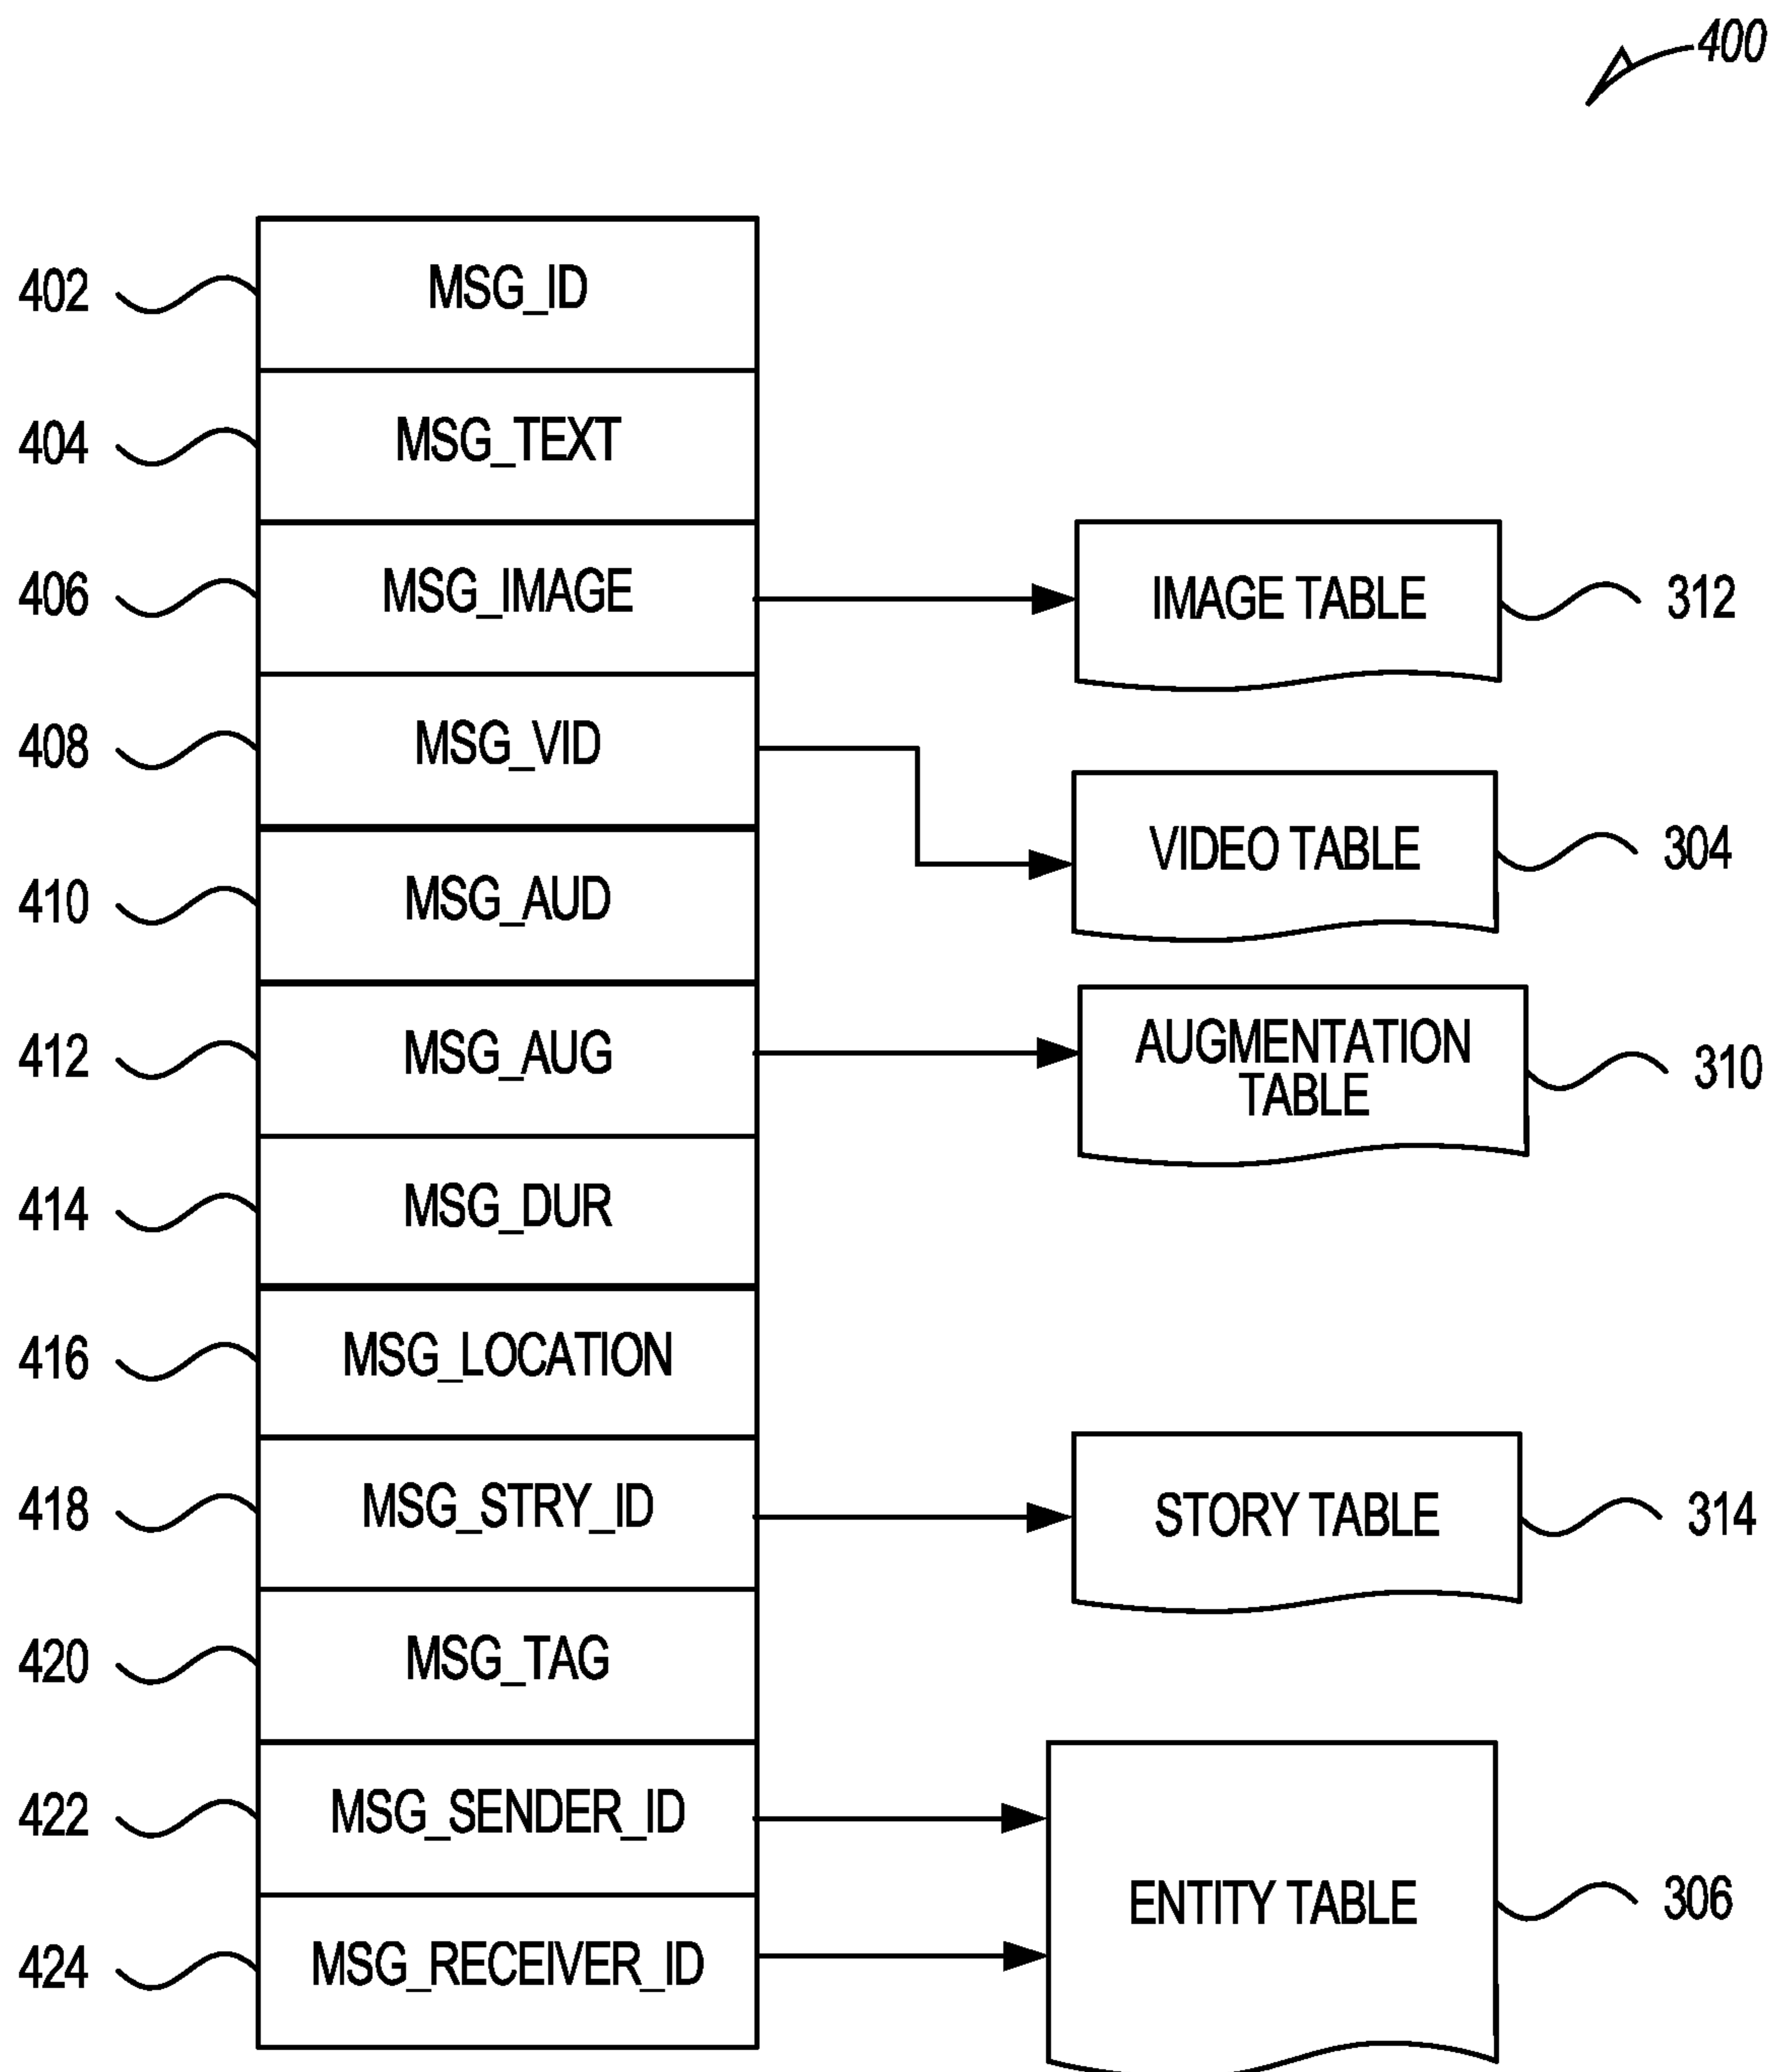 400
402
MSG_ID
404
MSG_TEXT
406
MSG_IMAGE
IMAGE TABLE
312
408
MSG_VID
VIDEO TABLE
304
410
MSG_AUD
412
MSG_AUG
AUGMENTATION
TABLE
310
414
MSG_DUR
416
MSG_LOCATION
418
MSG_STRY_ID
STORY TABLE
314
420
MSG_TAG
422
MSG_SENDER_ID
ENTITY TABLE
306
424
MSG_RECEIVER_ID